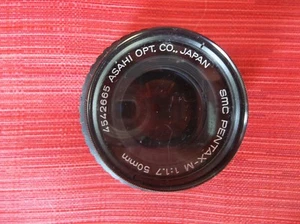 smc PENTAX-M 1:1.7 50mm
4542665 ASAHI OPT. CO., JAPAN